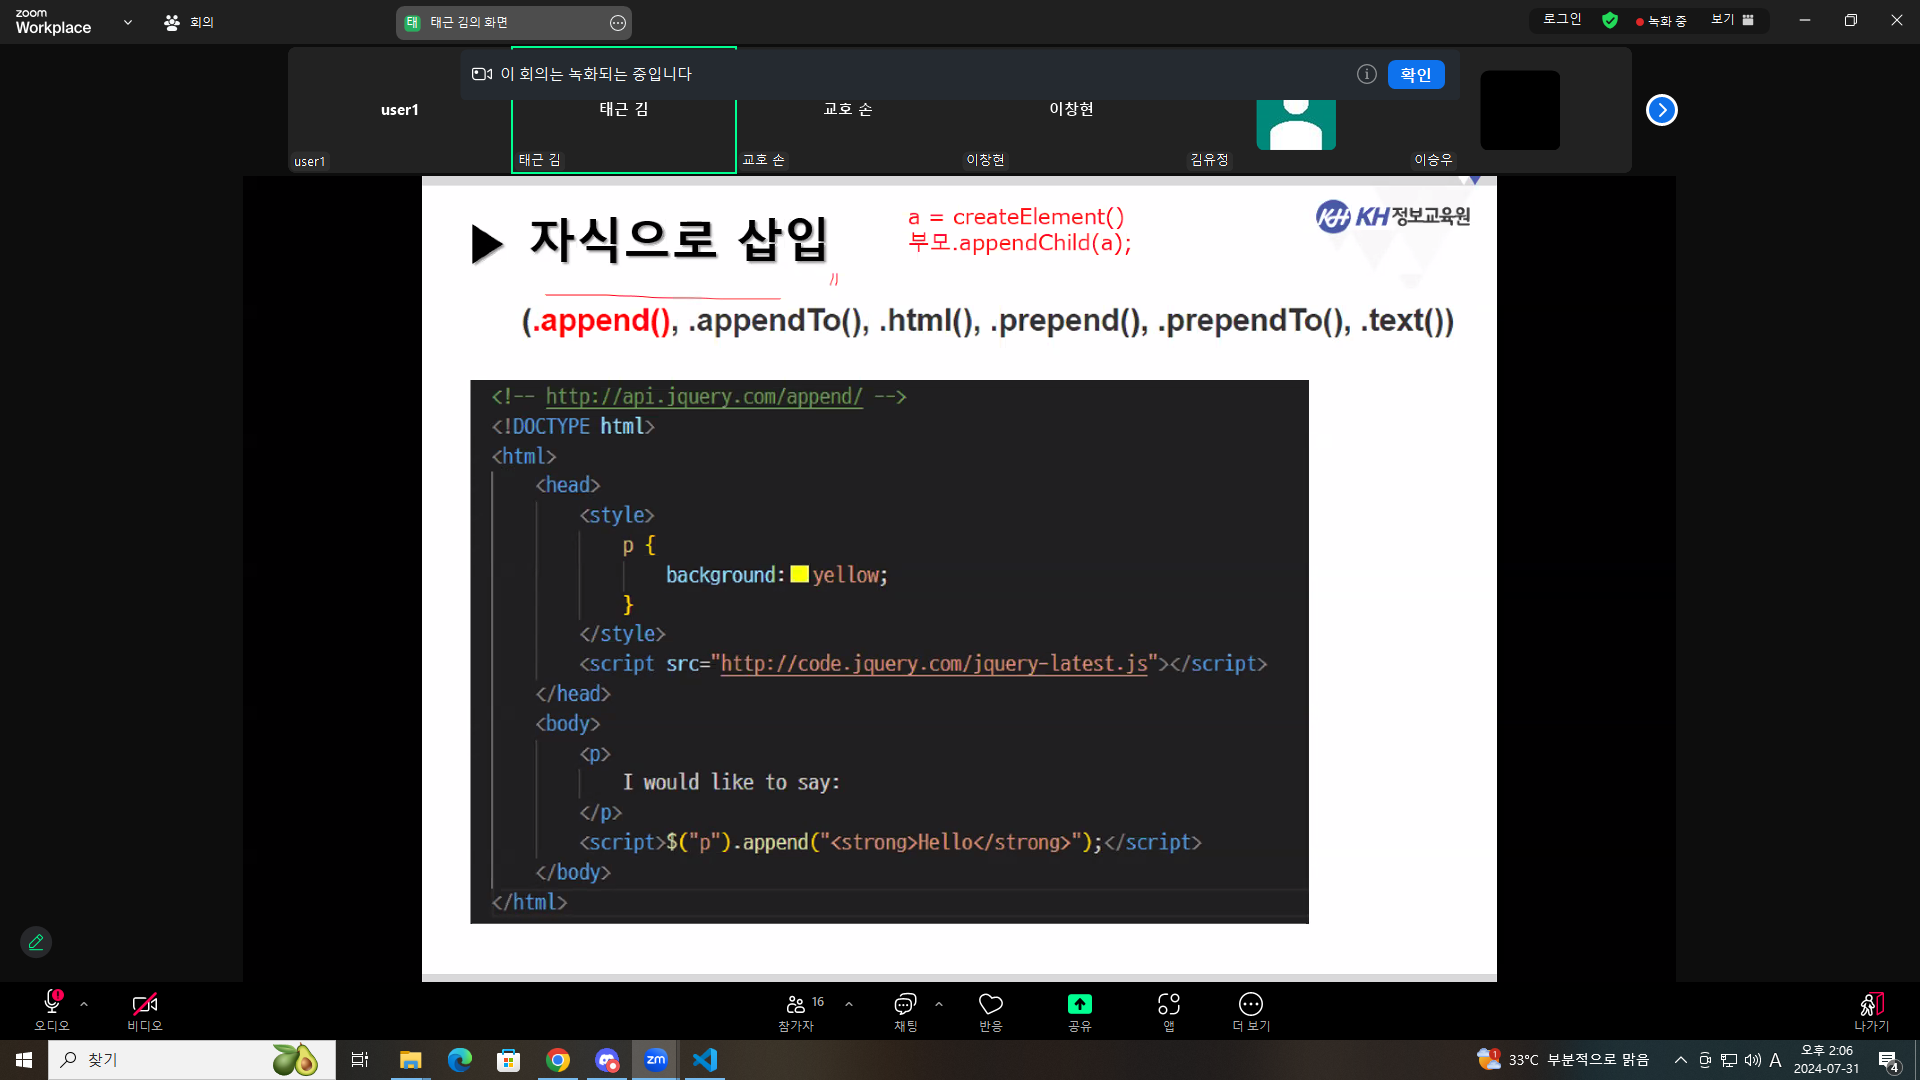 zoom
Workplace
회의
태 태근 김의 화면
로그인
녹화 중
보기
이 회의는 녹화되는 중입니다
확인
user1
태근 김
교호 손
이창현
user1
태근 김
교호 손
이창현
김유정
이승우
▶ 자식으로 삽입
a = createElement()
부모.appendChild(a);
KH KH정보교육원
(.append(), .appendTo(), .html(), .prepend(), .prependTo(), .text())
<!-- http://api.jquery.com/append/ -->
<!DOCTYPE html>
<html>
<head>
<style>
p {
background: yellow;
}
</style>
<script src="http://code.jquery.com/jquery-latest.js"></script>
</head>
<body>
<p>
I would like to say:
</p>
<script>$("p").append("<strong>Hello</strong>");</script>
</body>
</html>
오디오
비디오
16
참가자
채팅
반응
공유
앱
더 보기
나가기
찾기
zm
1
33°C 부분적으로 맑음
A
오후 2:06
2024-07-31
4